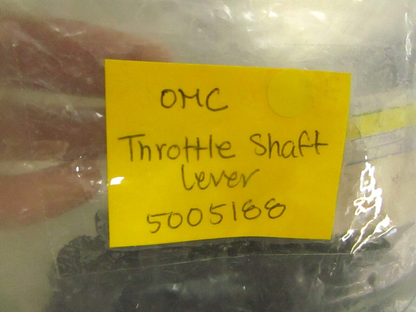 OMC
Throttle Shaft
lever
5005188